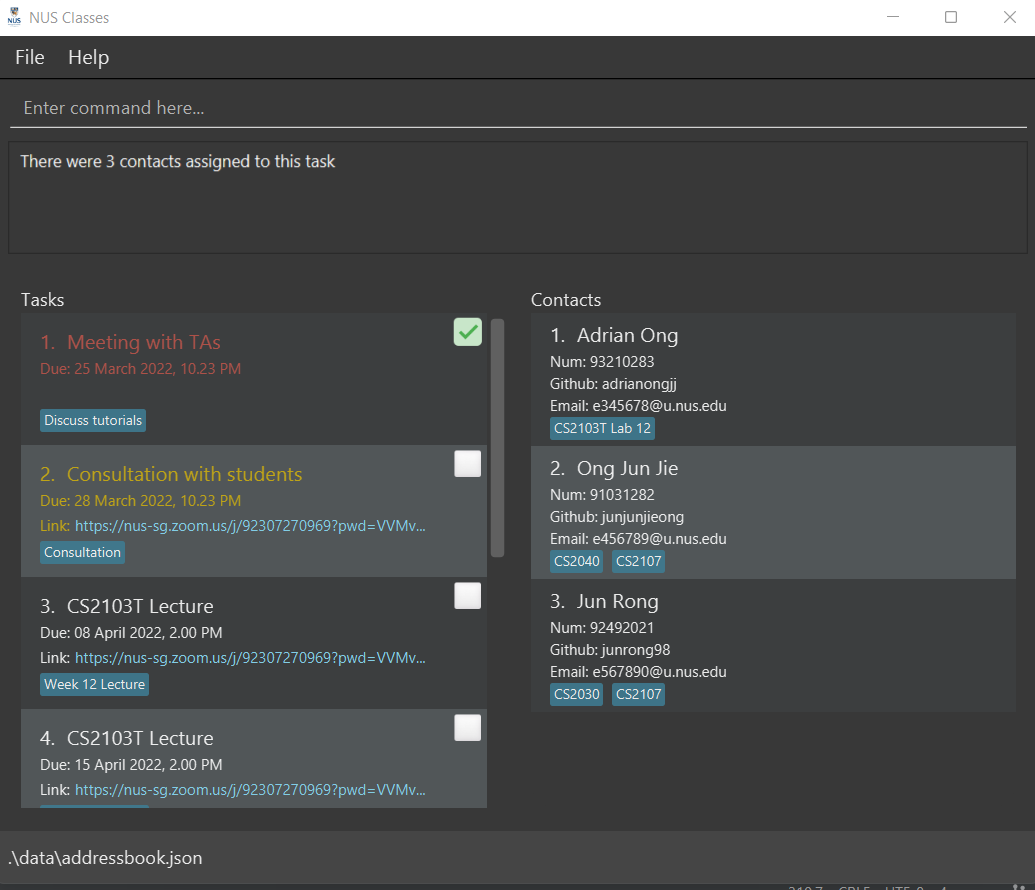 NUS Classes
File Help
Enter command here...
There were 3 contacts assigned to this task
Tasks
1. Meeting with TAs
Due: 25 March 2022, 10.23 PM
Discuss tutorials
2. Consultation with students
Due: 28 March 2022, 10.23 PM
Link: https://nus-sg.zoom.us/j/92307270969?pwd=VVMv...
Consultation
3. CS2103T Lecture
Due: 08 April 2022, 2.00 PM
Link: https://nus-sg.zoom.us/j/92307270969?pwd=VVMv...
Week 12 Lecture
4. CS2103T Lecture
Due: 15 April 2022, 2.00 PM
Link: https://nus-sg.zoom.us/j/92307270969?pwd=VVMv...
Contacts
1. Adrian Ong
Num: 93210283
Github: adrianongjj
Email: e345678@u.nus.edu
CS2103T Lab 12
2. Ong Jun Jie
Num: 91031282
Github: junjunjieong
Email: e456789@u.nus.edu
CS2040 CS2107
3. Jun Rong
Num: 92492021
Github: junrong98
Email: e567890@u.nus.edu
CS2030 CS2107
.\data\addressbook.json